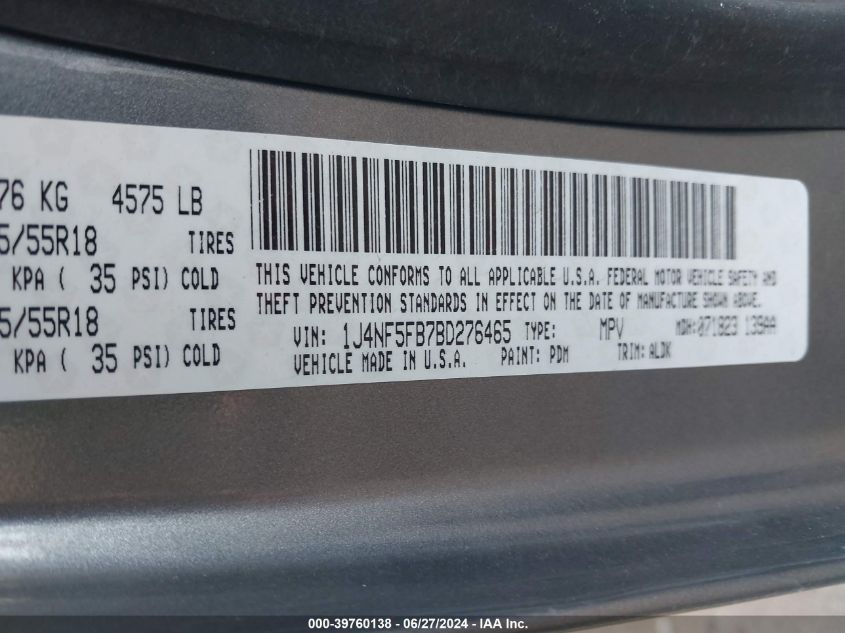 76 KG 4575 LB
5/55R18 TIRES
KPA ( 35 PSI) COLD
5/55R18 TIRES
KPA ( 35 PSI) COLD
THIS VEHICLE CONFORMS TO ALL APPLICABLE U.S.A. FEDERAL MOTOR VEHICLE SAFETY AND
THEFT PREVENTION STANDARDS IN EFFECT ON THE DATE OF MANUFACTURE SHOWN ABOVE.
VIN: 1J4NF5FB7BD276465 TYPE: MPV MDH:071823 139AA
VEHICLE MADE IN U.S.A. PAINT: PDM TRIM: ALDK
000-39760138 - 06/27/2024 - IAA Inc.